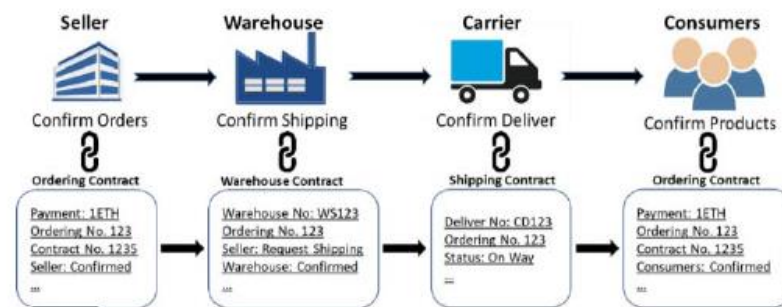 Seller
Warehouse
Carrier
Consumers
Confirm Orders
Confirm Shipping
Confirm Deliver
Confirm Products
Ordering Contract
Warehouse Contract
Shipping Contract
Ordering Contract
Payment: 1ETH
Ordering No. 123
Contract No. 1235
Seller: Confirmed
...
Warehouse No: WS123
Ordering No. 123
Seller: Request Shipping
Warehouse: Confirmed
...
Deliver No: CD123
Ordering No. 123
Status: On Way
...
Payment: 1ETH
Ordering No. 123
Contract No. 1235
Consumers: Confirmed
...